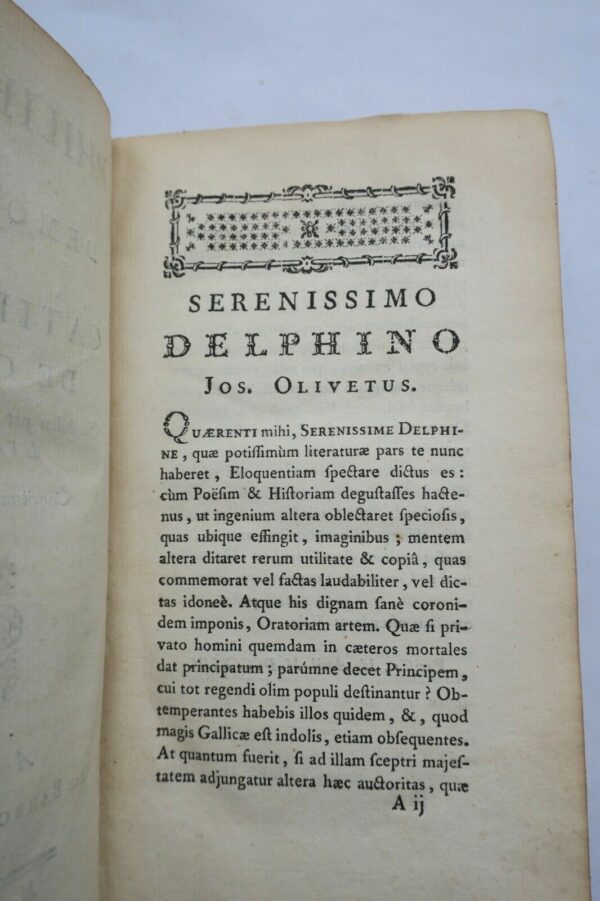 SERENISSIMO
DELPHINO
JOS. OLIVETUS.
QUÆRENTI mihi, SERENISSIME DELPHI-
NE, quæ potiſſimùm literaturæ pars te nunc
haberet, Eloquentiam ſpectare dictus es:
cùm Poëſim & Hiſtoriam deguſtaſſes hacte-
nus, ut ingenium altera oblectaret ſpecioſis,
quas ubique effingit, imaginibus; mentem
altera ditaret rerum utilitate & copiâ, quas
commemorat vel factas laudabiliter, vel dic-
tas idoneè. Atque his dignam ſanè coroni-
dem imponis, Oratoriam artem. Quæ ſi pri-
vato homini quemdam in cæteros mortales
dat principatum; parúmne decet Principem,
cui tot regendi olim populi deſtinantur? Ob-
temperantes habebis illos quidem, &, quod
magis Gallicæ eſt indolis, etiam obſequentes.
At quantum fuerit, ſi ad illam ſceptri majeſ-
tatem adjungatur altera hæc auctoritas, quæ
A ij